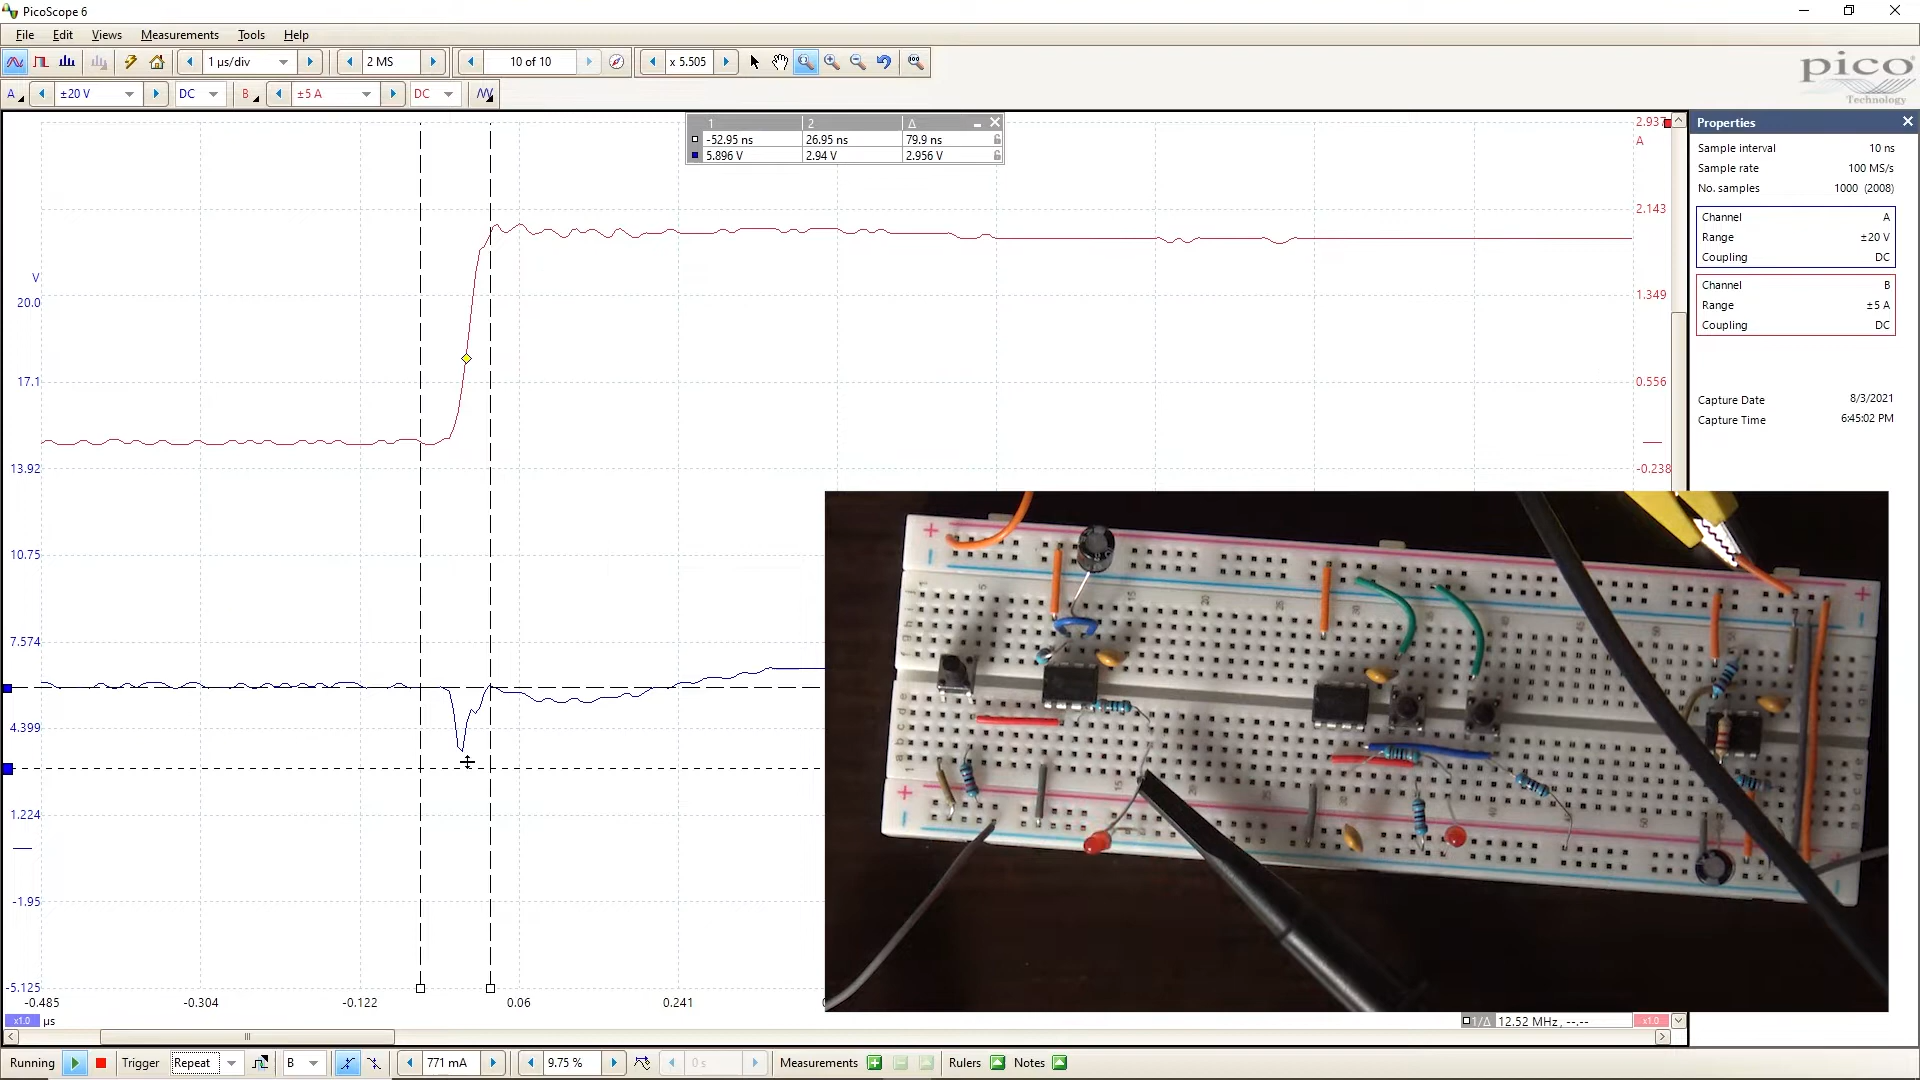 PicoScope 6
File Edit Views Measurements Tools Help
1 µs/div 2 MS 10 of 10 x 5.505
A ±20 V DC B ±5 A DC
pico
Technology
1 2 Δ
-52.95 ns 26.95 ns 79.9 ns
5.896 V 2.94 V 2.956 V
2.937
A
2.143
1.349
0.556
-0.238
V
20.0
17.1
13.92
10.75
7.574
4.399
1.224
-1.95
-5.125
-0.485 -0.304 -0.122 0.06 0.241
x1.0 µs
1/Δ 12.52 MHz , --,-- x1.0
Properties
Sample interval 10 ns
Sample rate 100 MS/s
No. samples 1000 (2008)
Channel A
Range ±20 V
Coupling DC
Channel B
Range ±5 A
Coupling DC
Capture Date 8/3/2021
Capture Time 6:45:02 PM
Running Trigger Repeat B 771 mA 9.75 % 0 s Measurements Rulers Notes